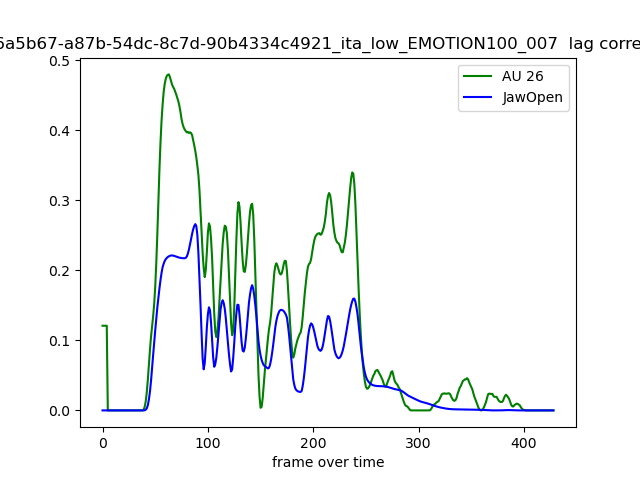 6a5b67-a87b-54dc-8c7d-90b4334c4921_ita_low_EMOTION100_007 lag corre
AU 26
JawOpen
0.5
0.4
0.3
0.2
0.1
0.0
0 100 200 300 400
frame over time